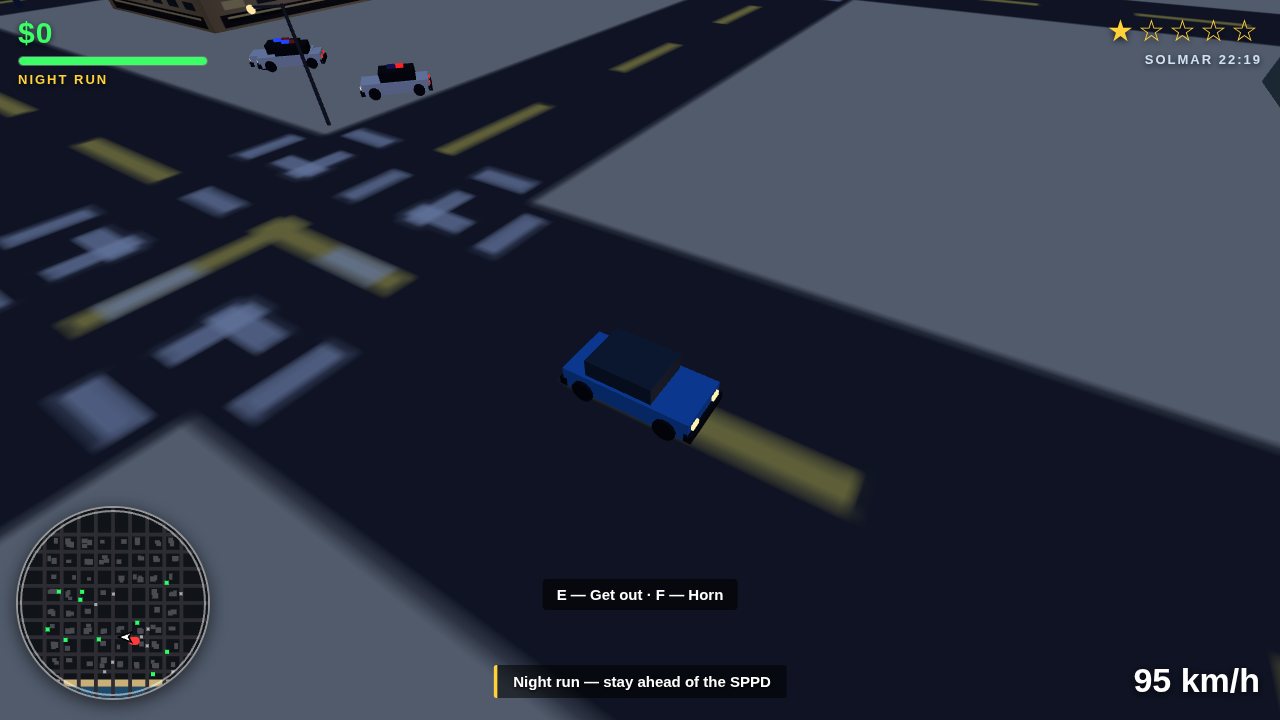 $0
NIGHT RUN
★☆☆☆☆
SOLMAR 22:19
E — Get out · F — Horn
Night run — stay ahead of the SPPD
95 km/h